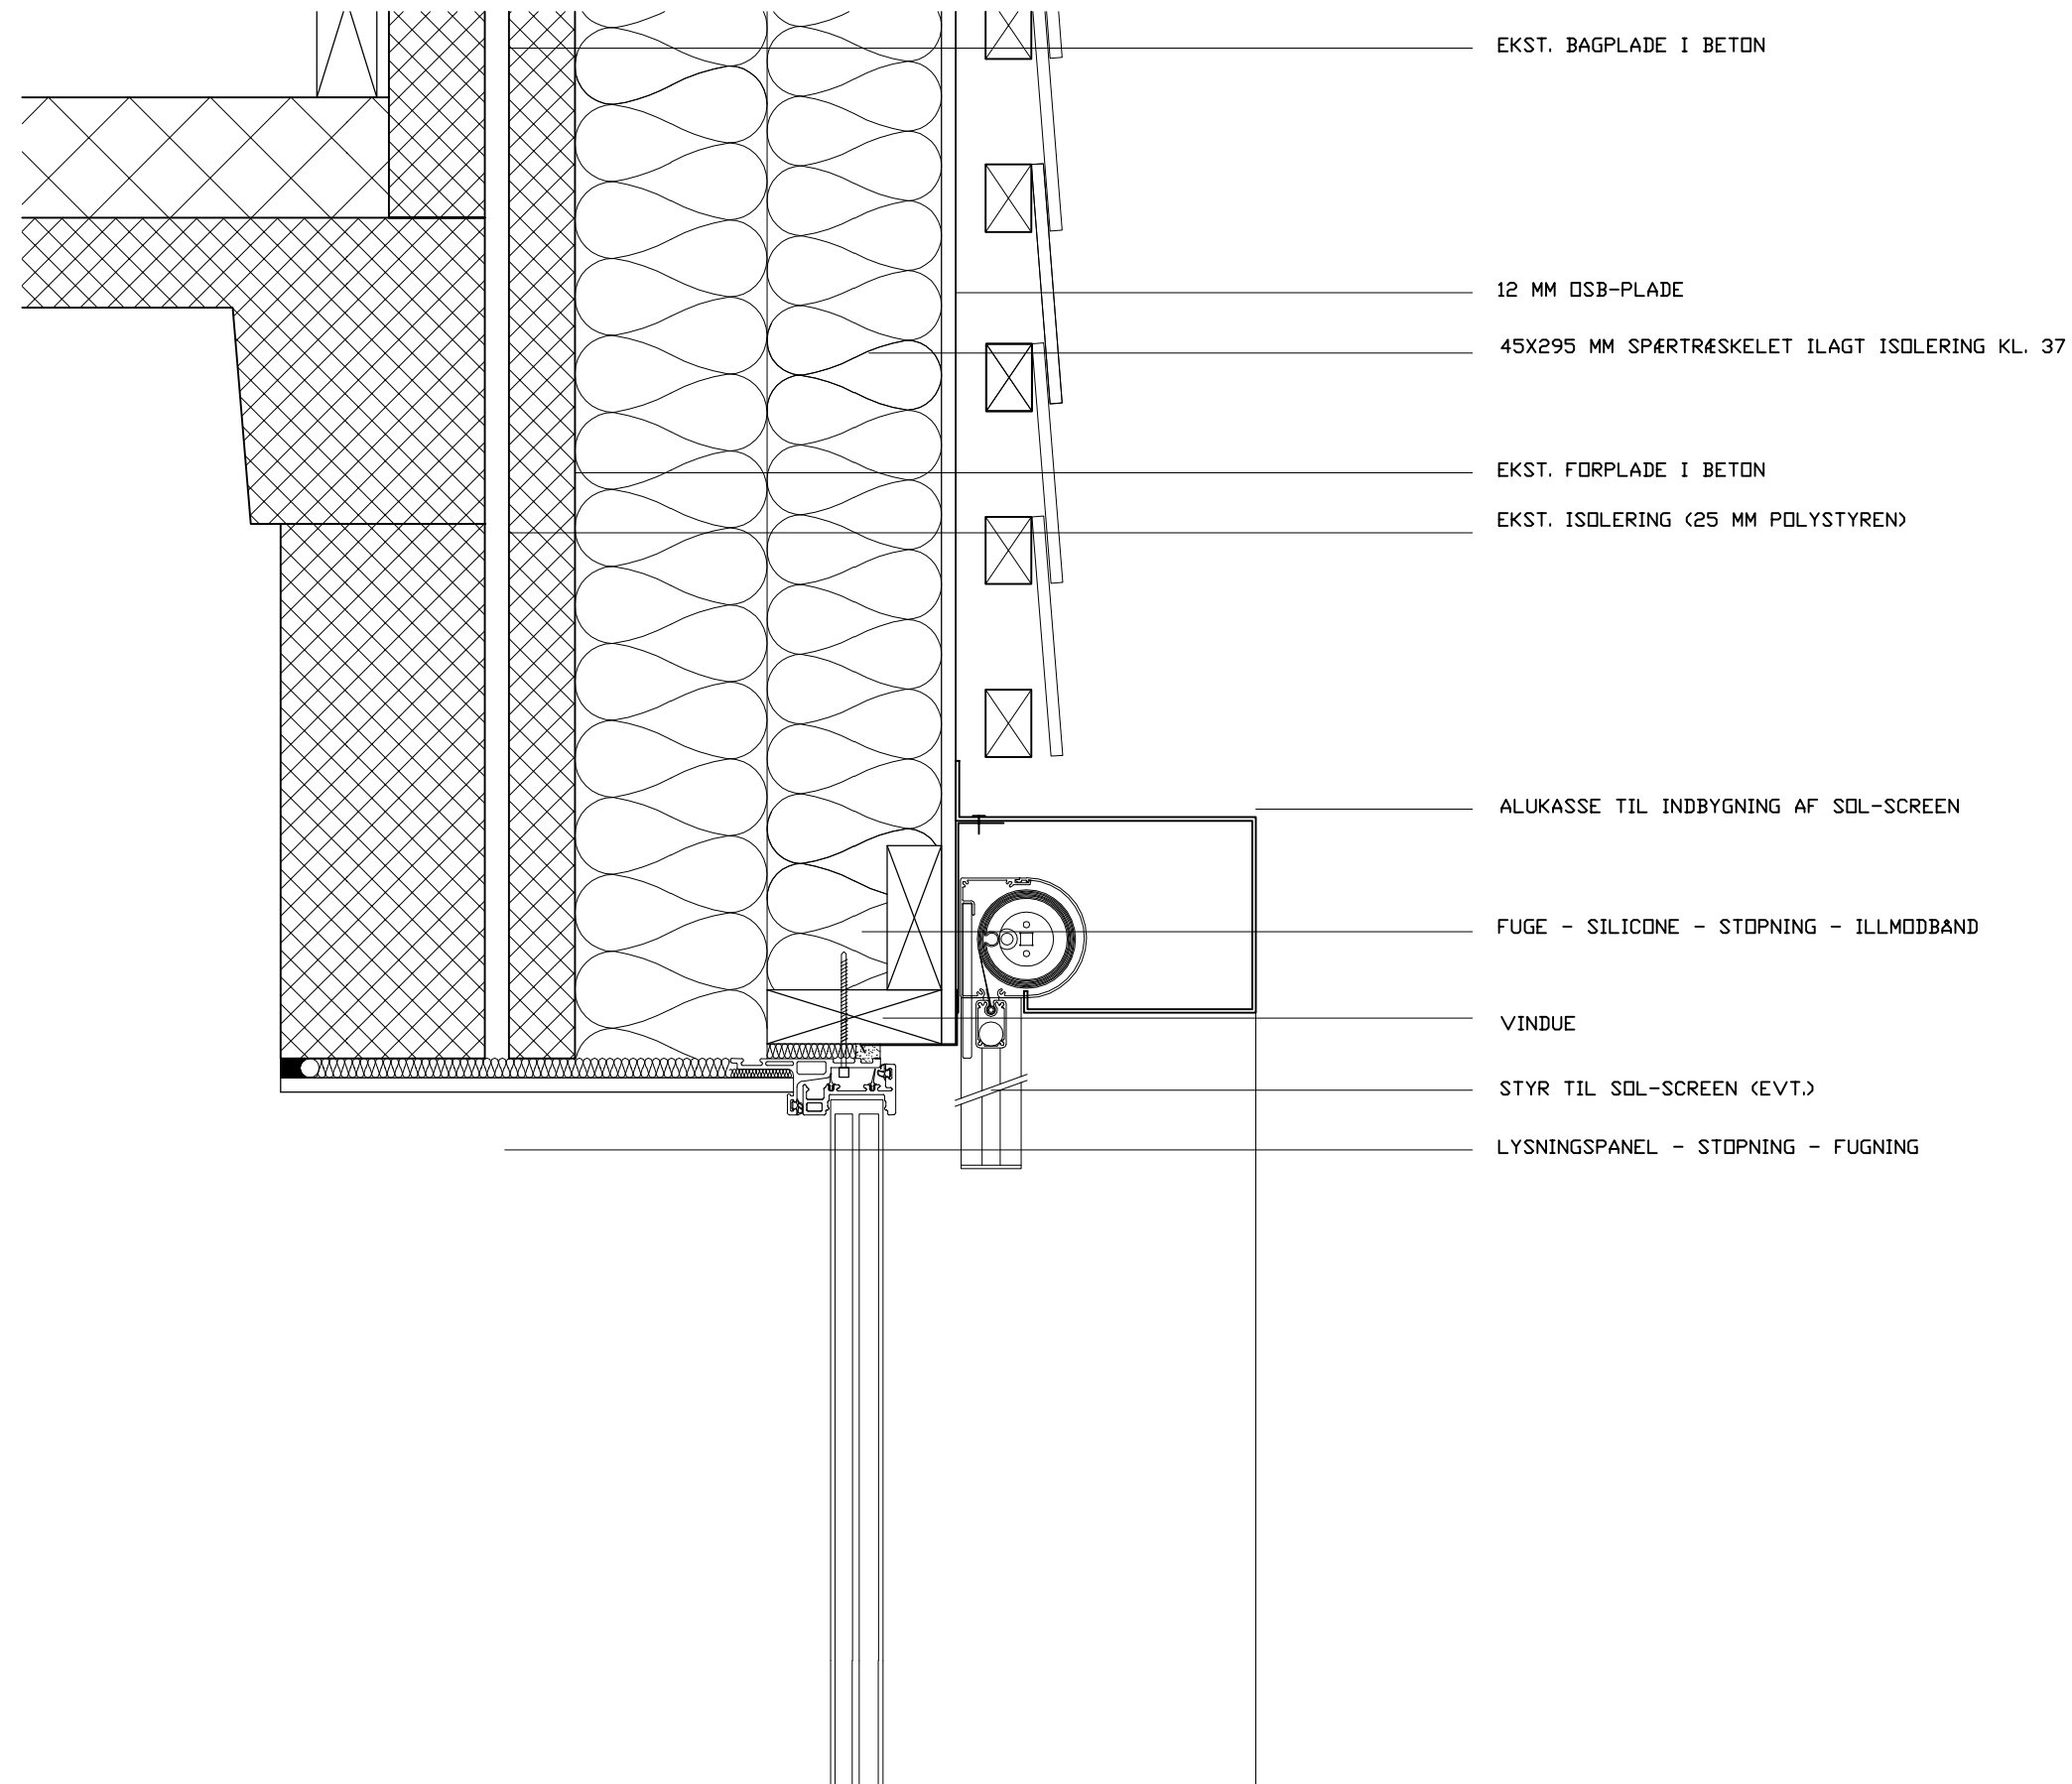 EKST. BAGPLADE I BETON
12 MM OSB-PLADE
45X295 MM SPÆRTRÆSKELET ILAGT ISOLERING KL. 37
EKST. FORPLADE I BETON
EKST. ISOLERING (25 MM POLYSTYREN)
ALUKASSE TIL INDBYGNING AF SOL-SCREEN
FUGE - SILICONE - STOPNING - ILLMODBÅND
VINDUE
STYR TIL SOL-SCREEN (EVT.)
LYSNINGSPANEL - STOPNING - FUGNING